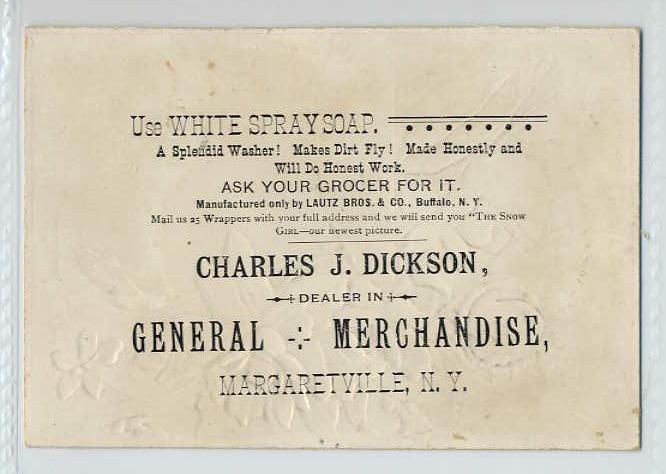 Use WHITE SPRAY SOAP.
A Splendid Washer! Makes Dirt Fly! Made Honestly and
Will Do Honest Work.
ASK YOUR GROCER FOR IT.
Manufactured only by LAUTZ BROS. & CO., Buffalo, N. Y.
Mail us 25 Wrappers with your full address and we will send you "THE SNOW
GIRL—our newest picture.
CHARLES J. DICKSON,
DEALER IN
GENERAL MERCHANDISE,
MARGARETVILLE, N. Y.